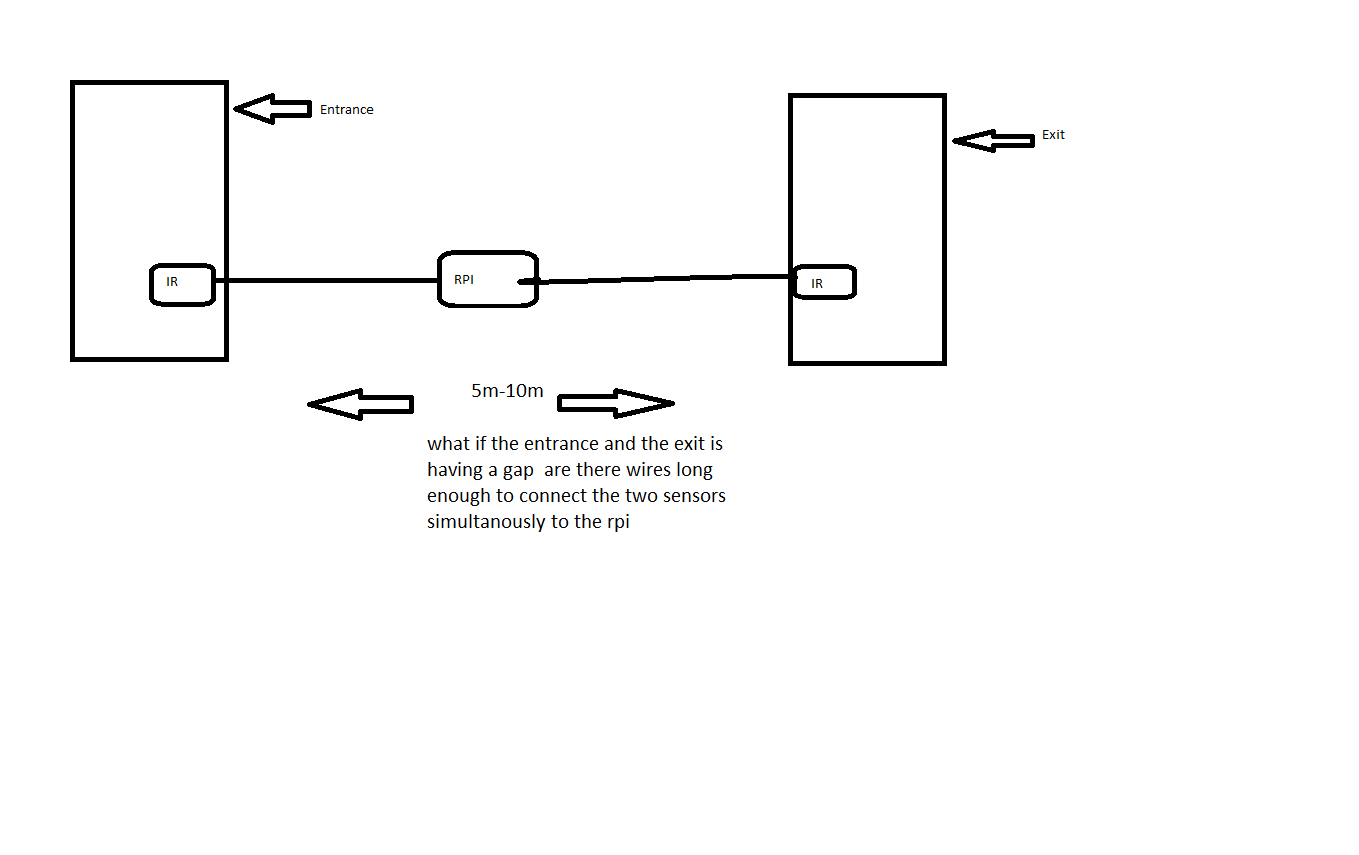 Entrance
Exit
IR
RPI
IR
5m-10m
what if the entrance and the exit is
having a gap  are there wires long
enough to connect the two sensors
simultanously to the rpi